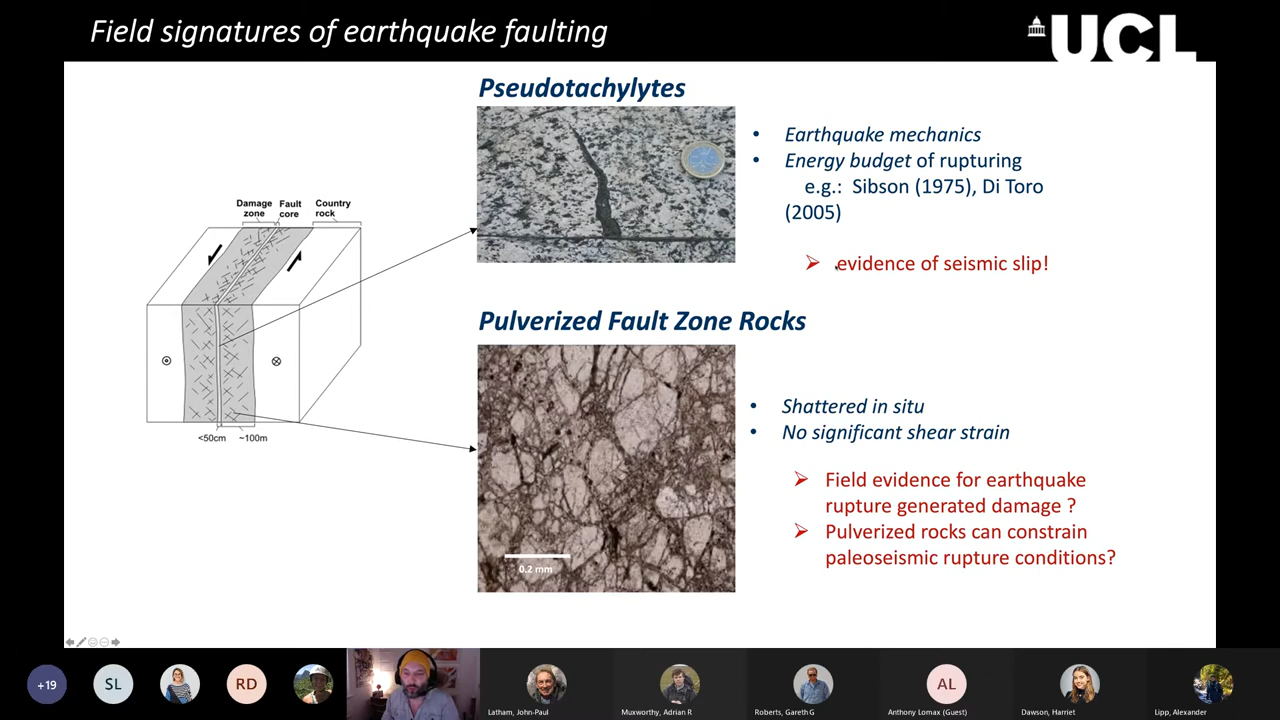 Field signatures of earthquake faulting
UCL
Pseudotachylytes
• Earthquake mechanics
• Energy budget of rupturing
e.g.: Sibson (1975), Di Toro
(2005)
evidence of seismic slip!
Damage zone
Fault core
Country rock
<50cm
~100m
Pulverized Fault Zone Rocks
0.2 mm
• Shattered in situ
• No significant shear strain
Field evidence for earthquake
rupture generated damage ?
Pulverized rocks can constrain
paleoseismic rupture conditions?
+19
SL
RD
AL
Latham, John-Paul
Muxworthy, Adrian R
Roberts, Gareth G
Anthony Lomax (Guest)
Dawson, Harriet
Lipp, Alexander